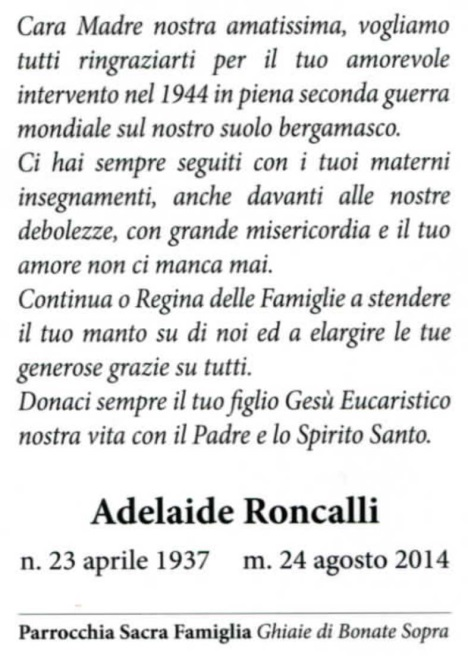 Cara Madre nostra amatissima, vogliamo
tutti ringraziarti per il tuo amorevole
intervento nel 1944 in piena seconda guerra
mondiale sul nostro suolo bergamasco.
Ci hai sempre seguiti con i tuoi materni
insegnamenti, anche davanti alle nostre
debolezze, con grande misericordia e il tuo
amore non ci manca mai.
Continua o Regina delle Famiglie a stendere
il tuo manto su di noi ed a elargire le tue
generose grazie su tutti.
Donaci sempre il tuo figlio Gesù Eucaristico
nostra vita con il Padre e lo Spirito Santo.
Adelaide Roncalli
n. 23 aprile 1937 m. 24 agosto 2014
Parrocchia Sacra Famiglia Ghiaie di Bonate Sopra